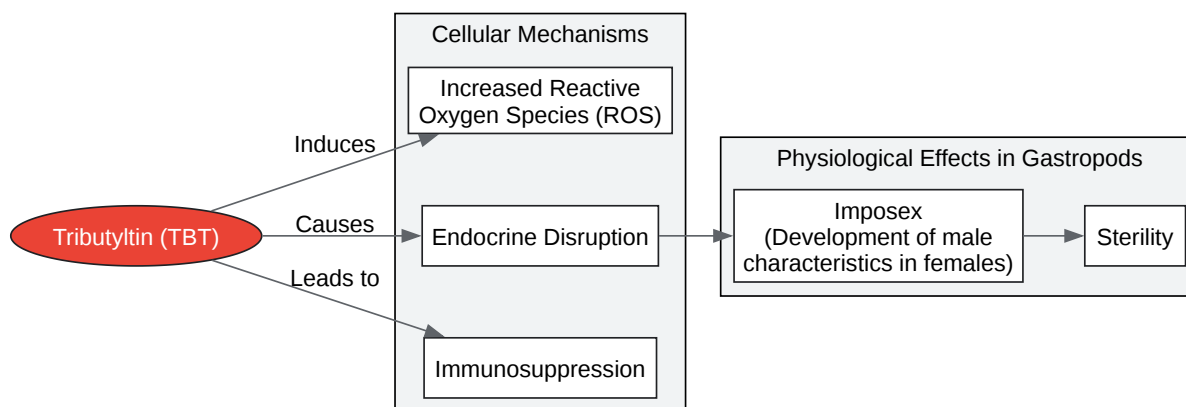 Cellular Mechanisms
Increased Reactive
Oxygen Species (ROS)
Induces
Physiological Effects in Gastropods
Tributyltin (TBT)
Causes
Endocrine Disruption
Imposex
(Development of male
characteristics in females)
Sterility
Leads to
Immunosuppression